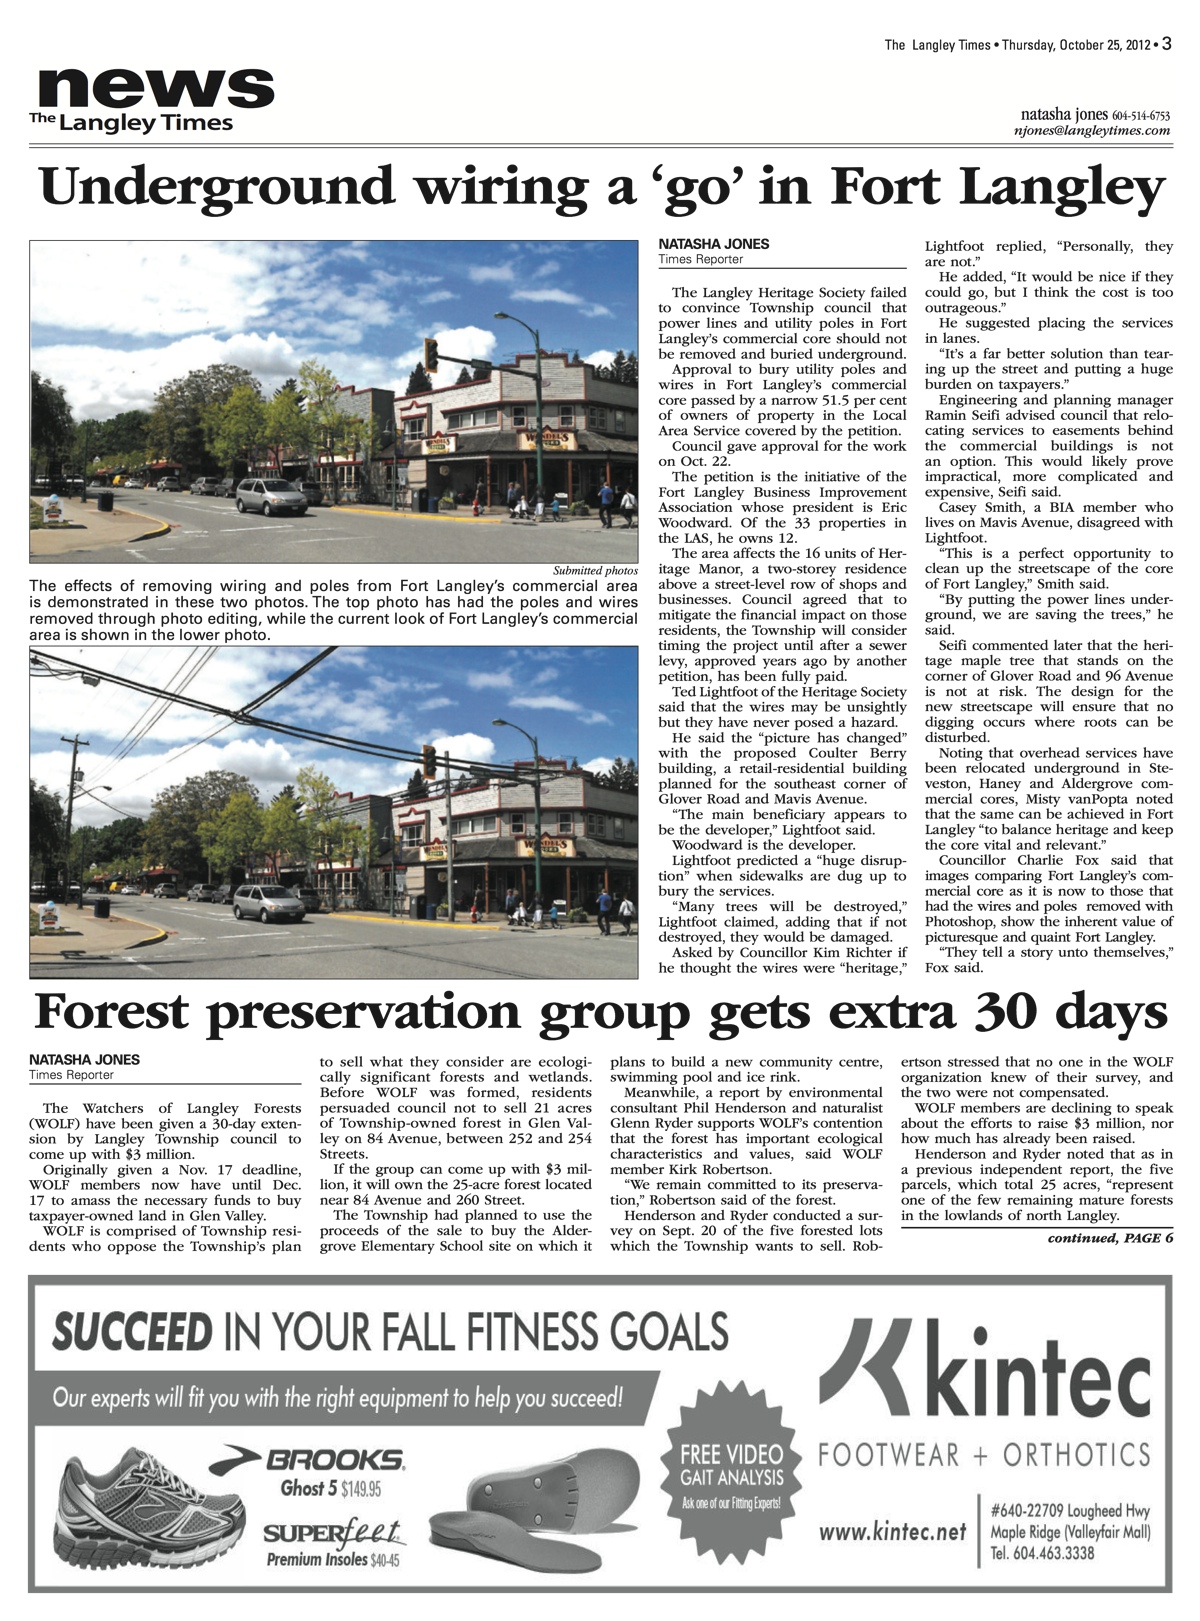 The Langley Times • Thursday, October 25, 2012 • 3
news
The Langley Times
natasha jones 604-514-6753
njones@langleytimes.com
Underground wiring a ‘go’ in Fort Langley
Submitted photos
The effects of removing wiring and poles from Fort Langley’s commercial area
is demonstrated in these two photos. The top photo has had the poles and wires
removed through photo editing, while the current look of Fort Langley’s commercial
area is shown in the lower photo.
NATASHA JONES
Times Reporter
The Langley Heritage Society failed
to convince Township council that
power lines and utility poles in Fort
Langley’s commercial core should not
be removed and buried underground.
Approval to bury utility poles and
wires in Fort Langley’s commercial
core passed by a narrow 51.5 per cent
of owners of property in the Local
Area Service covered by the petition.
Council gave approval for the work
on Oct. 22.
The petition is the initiative of the
Fort Langley Business Improvement
Association whose president is Eric
Woodward. Of the 33 properties in
the LAS, he owns 12.
The area affects the 16 units of Her-
itage Manor, a two-storey residence
above a street-level row of shops and
businesses. Council agreed that to
mitigate the financial impact on those
residents, the Township will consider
timing the project until after a sewer
levy, approved years ago by another
petition, has been fully paid.
Ted Lightfoot of the Heritage Society
said that the wires may be unsightly
but they have never posed a hazard.
He said the “picture has changed”
with the proposed Coulter Berry
building, a retail-residential building
planned for the southeast corner of
Glover Road and Mavis Avenue.
“The main beneficiary appears to
be the developer,” Lightfoot said.
Woodward is the developer.
Lightfoot predicted a “huge disrup-
tion” when sidewalks are dug up to
bury the services.
“Many trees will be destroyed,”
Lightfoot claimed, adding that if not
destroyed, they would be damaged.
Asked by Councillor Kim Richter if
he thought the wires were “heritage,”
Lightfoot replied, “Personally, they
are not.”
He added, “It would be nice if they
could go, but I think the cost is too
outrageous.”
He suggested placing the services
in lanes.
“It’s a far better solution than tear-
ing up the street and putting a huge
burden on taxpayers.”
Engineering and planning manager
Ramin Seifi advised council that relo-
cating services to easements behind
the commercial buildings is not
an option. This would likely prove
impractical, more complicated and
expensive, Seifi said.
Casey Smith, a BIA member who
lives on Mavis Avenue, disagreed with
Lightfoot.
“This is a perfect opportunity to
clean up the streetscape of the core
of Fort Langley,” Smith said.
“By putting the power lines under-
ground, we are saving the trees,” he
said.
Seifi commented later that the heri-
tage maple tree that stands on the
corner of Glover Road and 96 Avenue
is not at risk. The design for the
new streetscape will ensure that no
digging occurs where roots can be
disturbed.
Noting that overhead services have
been relocated underground in Ste-
veston, Haney and Aldergrove com-
mercial cores, Misty vanPopta noted
that the same can be achieved in Fort
Langley “to balance heritage and keep
the core vital and relevant.”
Councillor Charlie Fox said that
images comparing Fort Langley’s com-
mercial core as it is now to those that
had the wires and poles removed with
Photoshop, show the inherent value of
picturesque and quaint Fort Langley.
“They tell a story unto themselves,”
Fox said.
Forest preservation group gets extra 30 days
NATASHA JONES
Times Reporter
The Watchers of Langley Forests
(WOLF) have been given a 30-day exten-
sion by Langley Township council to
come up with $3 million.
Originally given a Nov. 17 deadline,
WOLF members now have until Dec.
17 to amass the necessary funds to buy
taxpayer-owned land in Glen Valley.
WOLF is comprised of Township resi-
dents who oppose the Township’s plan
to sell what they consider are ecologi-
cally significant forests and wetlands.
Before WOLF was formed, residents
persuaded council not to sell 21 acres
of Township-owned forest in Glen Val-
ley on 84 Avenue, between 252 and 254
Streets.
If the group can come up with $3 mil-
lion, it will own the 25-acre forest located
near 84 Avenue and 260 Street.
The Township had planned to use the
proceeds of the sale to buy the Alder-
grove Elementary School site on which it
plans to build a new community centre,
swimming pool and ice rink.
Meanwhile, a report by environmental
consultant Phil Henderson and naturalist
Glenn Ryder supports WOLF’s contention
that the forest has important ecological
characteristics and values, said WOLF
member Kirk Robertson.
“We remain committed to its preserva-
tion,” Robertson said of the forest.
Henderson and Ryder conducted a sur-
vey on Sept. 20 of the five forested lots
which the Township wants to sell. Rob-
ertson stressed that no one in the WOLF
organization knew of their survey, and
the two were not compensated.
WOLF members are declining to speak
about the efforts to raise $3 million, nor
how much has already been raised.
Henderson and Ryder noted that as in
a previous independent report, the five
parcels, which total 25 acres, “represent
one of the few remaining mature forests
in the lowlands of north Langley.
continued, PAGE 6
SUCCEED IN YOUR FALL FITNESS GOALS
Our experts will fit you with the right equipment to help you succeed!
BROOKS
Ghost 5 $149.95
SUPERfeet
Premium Insoles $40-45
FREE VIDEO
GAIT ANALYSIS
Ask one of our Fitting Experts!
kintec
FOOTWEAR + ORTHOTICS
www.kintec.net
#640-22709 Lougheed Hwy
Maple Ridge (Valleyfair Mall)
Tel. 604.463.3338